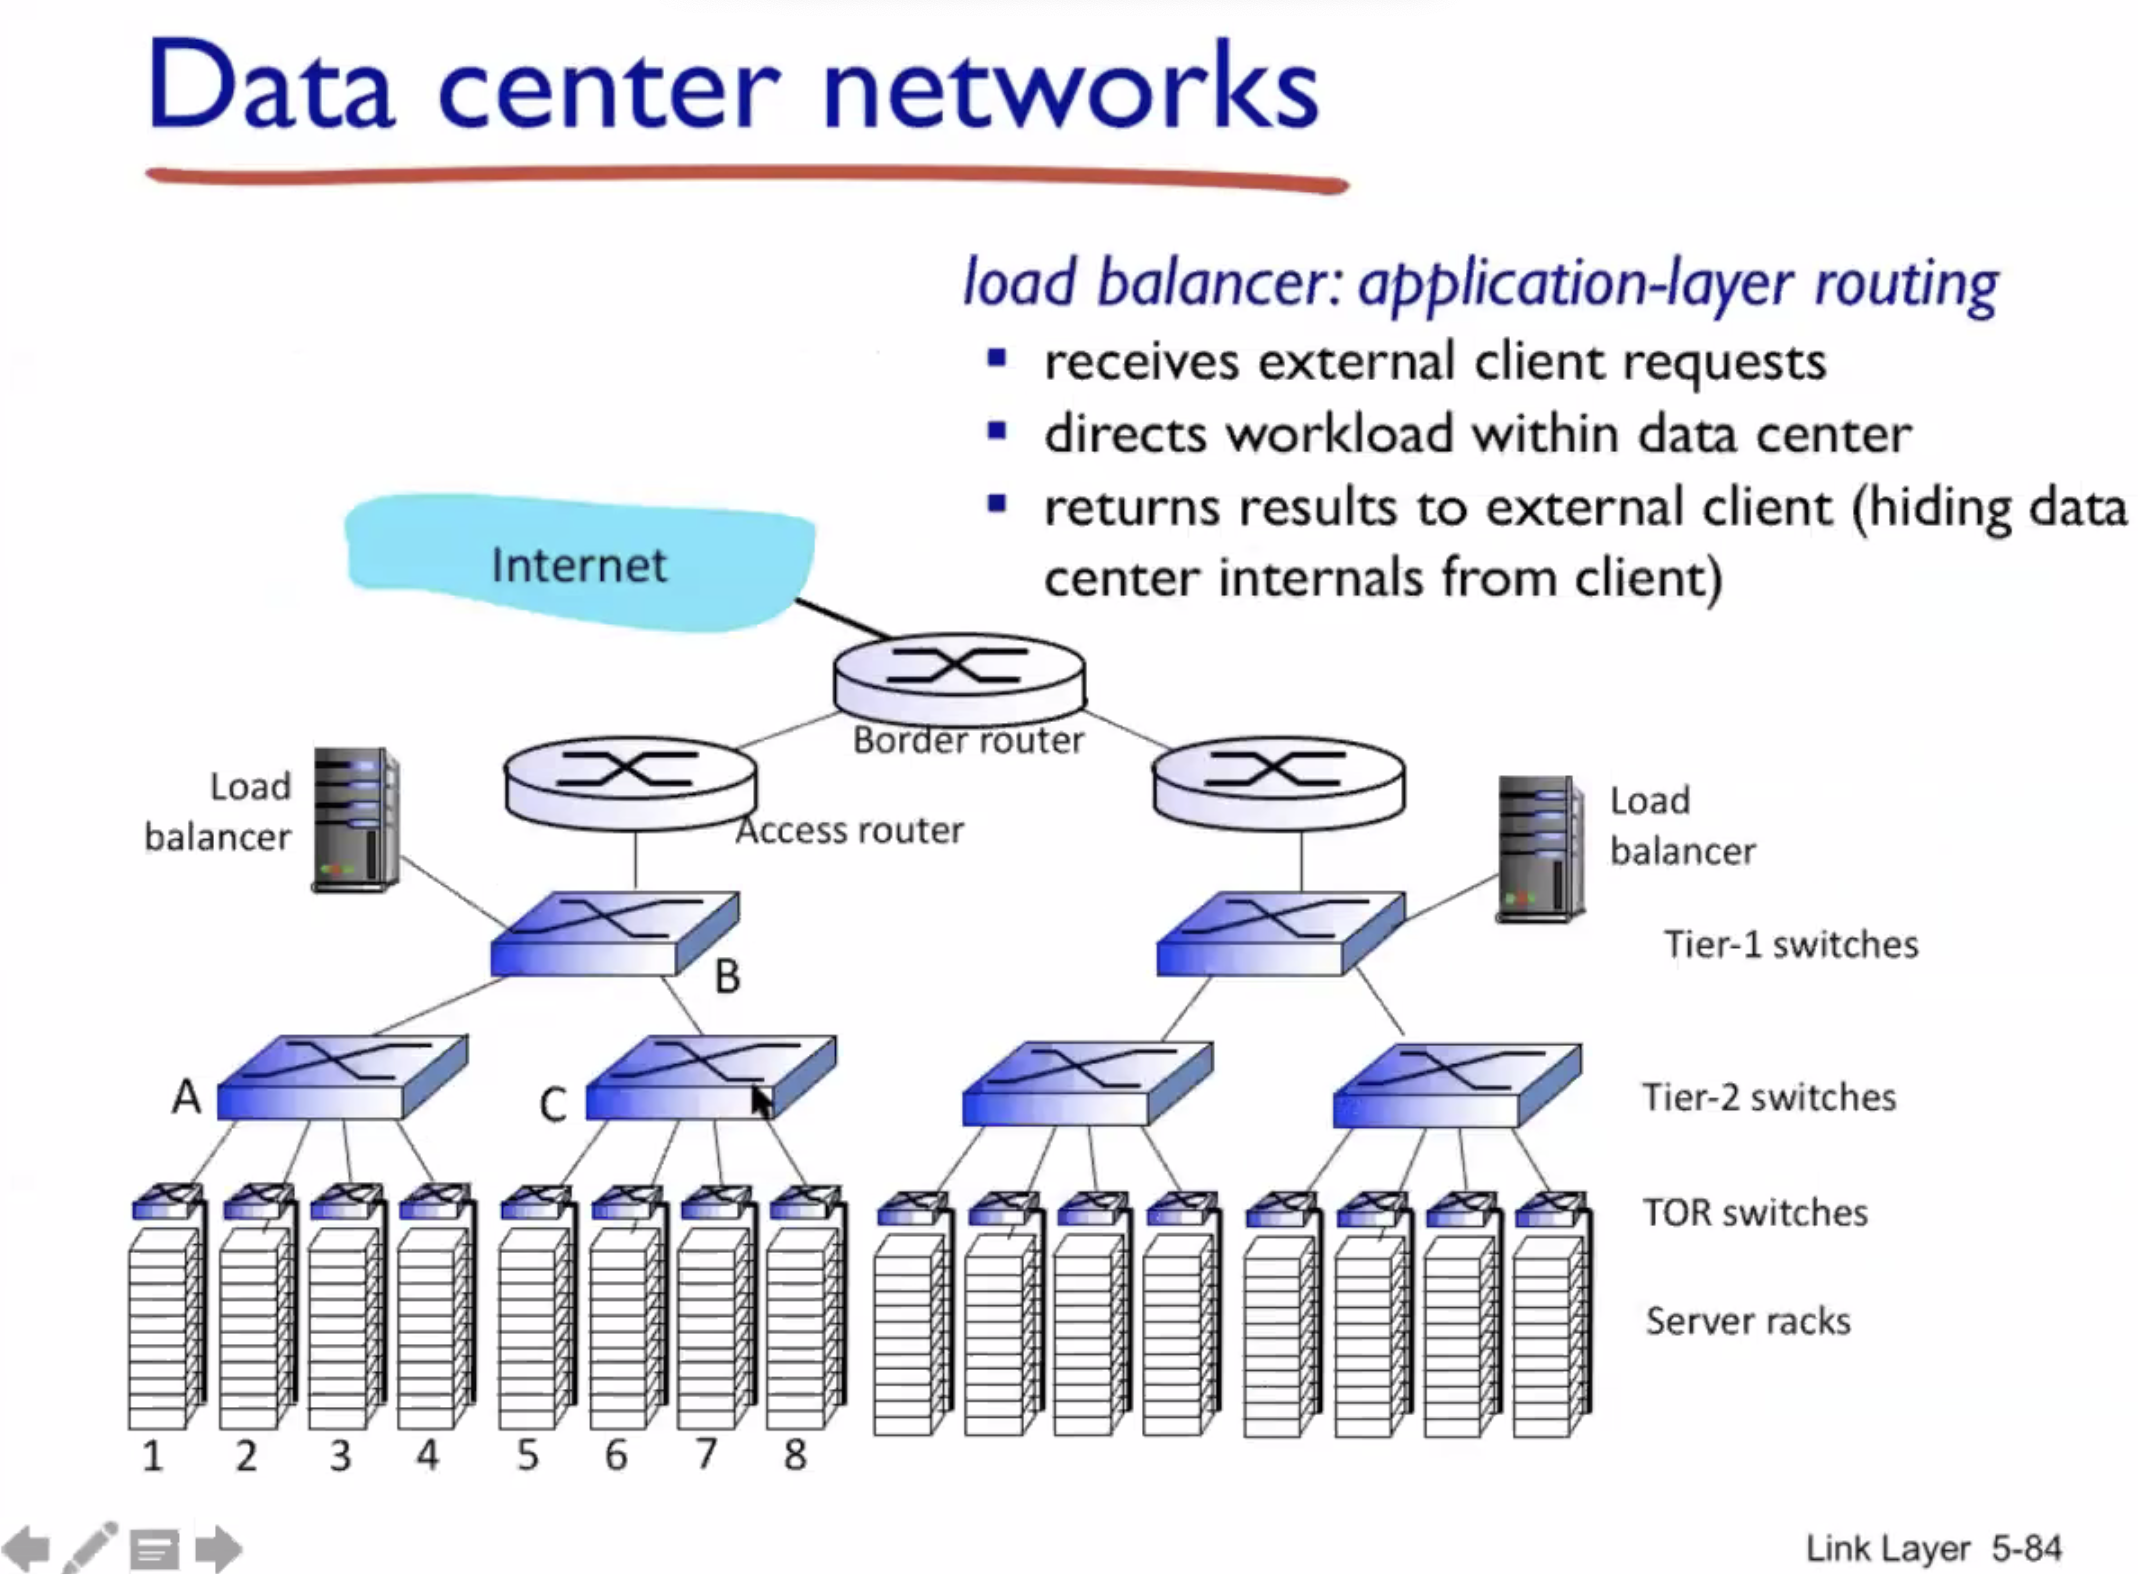 Data center networks
load balancer: application-layer routing
receives external client requests
directs workload within data center
returns results to external client (hiding data
center internals from client)
Internet
Border router
Load
balancer
Access router
Load
balancer
B
Tier-1 switches
A
C
Tier-2 switches
TOR switches
Server racks
1 2 3 4 5 6 7 8
Link Layer 5-84